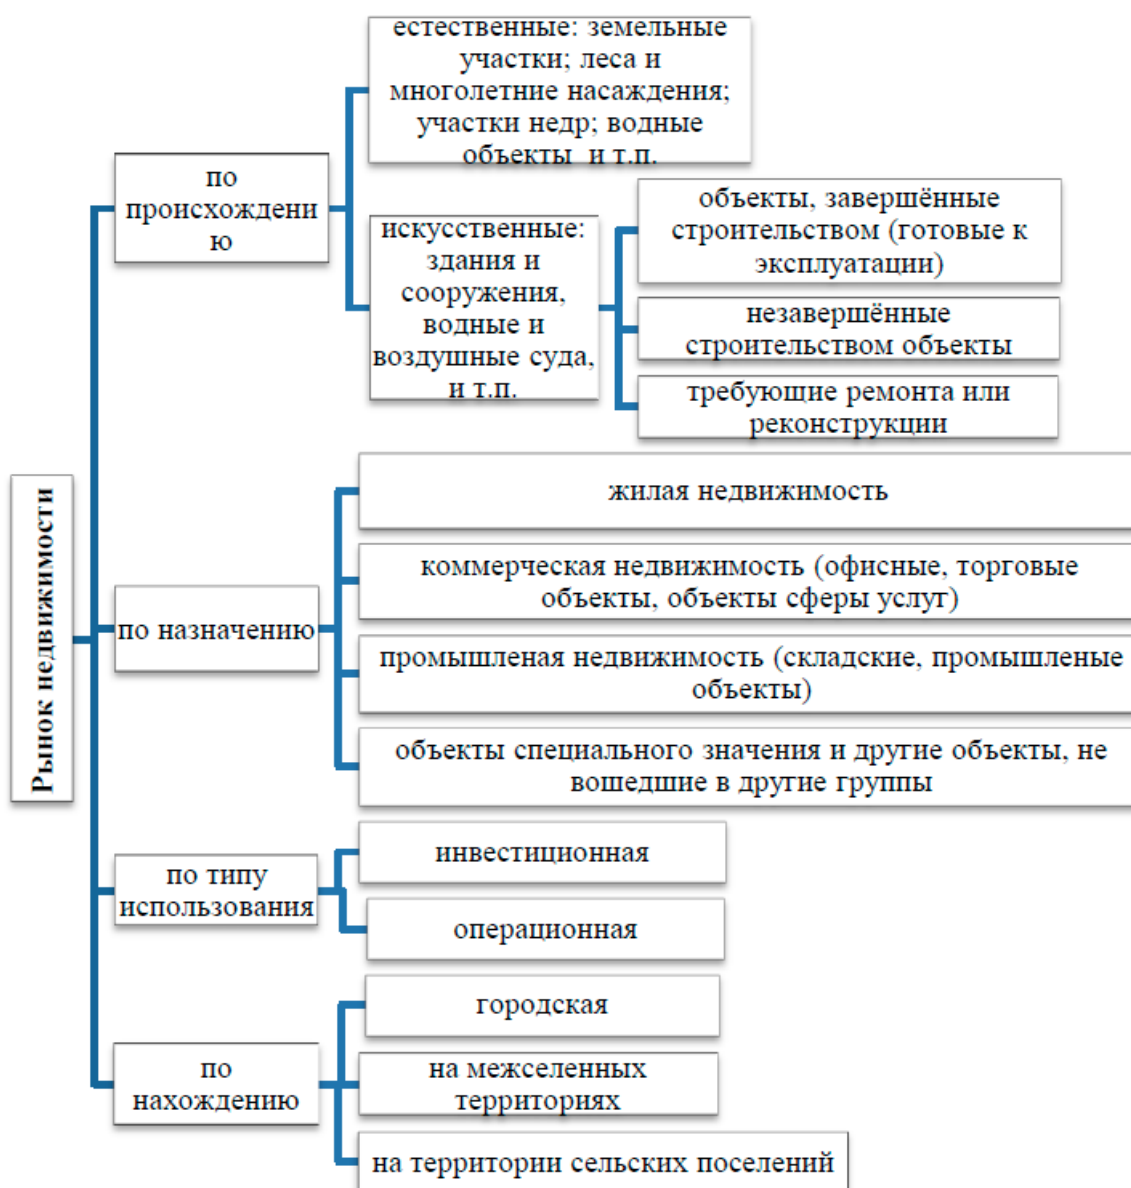 Рынок недвижимости
по
происхождени
ю
естественные: земельные
участки; леса и
многолетние насаждения;
участки недр; водные
объекты и т.п.
искусственные:
здания и
сооружения,
водные и
воздушные суда,
и т.п.
объекты, завершённые
строительством (готовые к
эксплуатации)
незавершённые
строительством объекты
требующие ремонта или
реконструкции
по назначению
жилая недвижимость
коммерческая недвижимость (офисные, торговые
объекты, объекты сферы услуг)
промышленая недвижимость (складские, промышленые
объекты)
объекты специального значения и другие объекты, не
вошедшие в другие группы
по типу
использования
инвестиционная
операционная
по
нахождению
городская
на межселенных
территориях
на территории сельских поселений